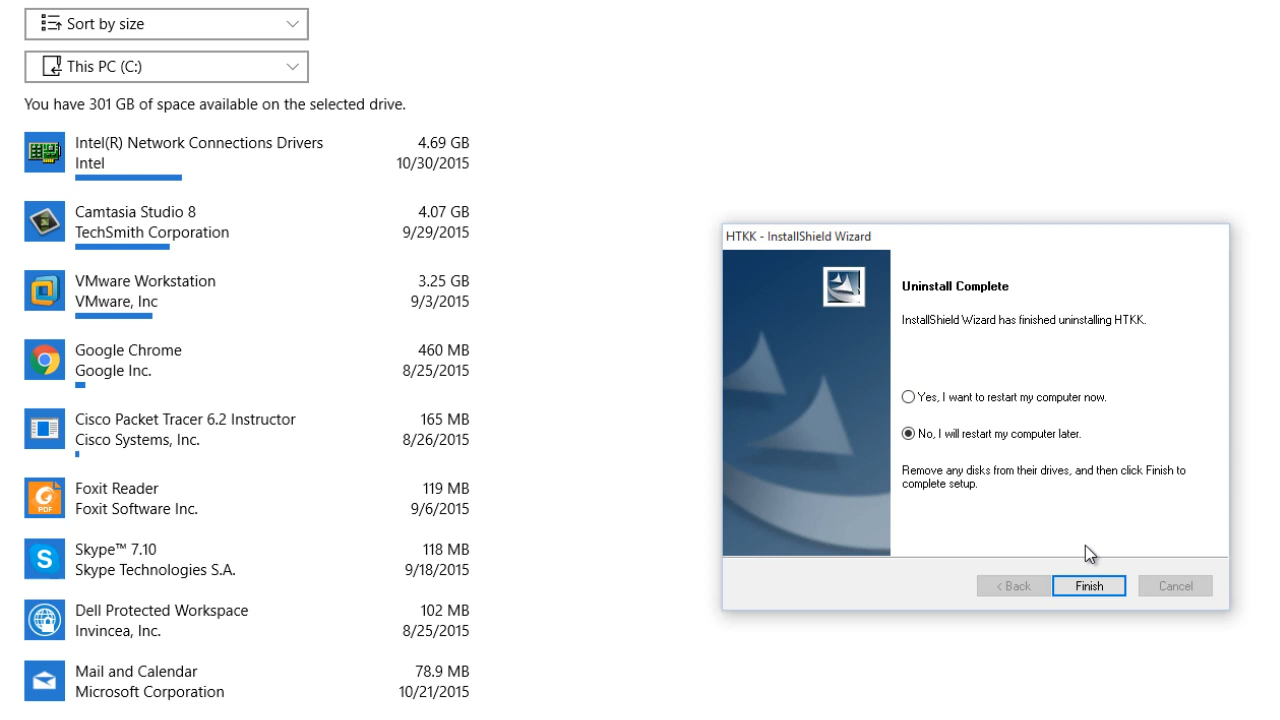 Sort by size
This PC (C:)
You have 301 GB of space available on the selected drive.
Intel(R) Network Connections Drivers 4.69 GB
Intel 10/30/2015
Camtasia Studio 8 4.07 GB
TechSmith Corporation 9/29/2015
VMware Workstation 3.25 GB
VMware, Inc 9/3/2015
Google Chrome 460 MB
Google Inc. 8/25/2015
Cisco Packet Tracer 6.2 Instructor 165 MB
Cisco Systems, Inc. 8/26/2015
Foxit Reader 119 MB
PDF
Foxit Software Inc. 9/6/2015
Skype™ 7.10 118 MB
Skype Technologies S.A. 9/18/2015
Dell Protected Workspace 102 MB
Invincea, Inc. 8/25/2015
Mail and Calendar 78.9 MB
Microsoft Corporation 10/21/2015
HTKK - InstallShield Wizard
Uninstall Complete
InstallShield Wizard has finished uninstalling HTKK.
Yes, I want to restart my computer now.
No, I will restart my computer later.
Remove any disks from their drives, and then click Finish to
complete setup.
< Back Finish Cancel